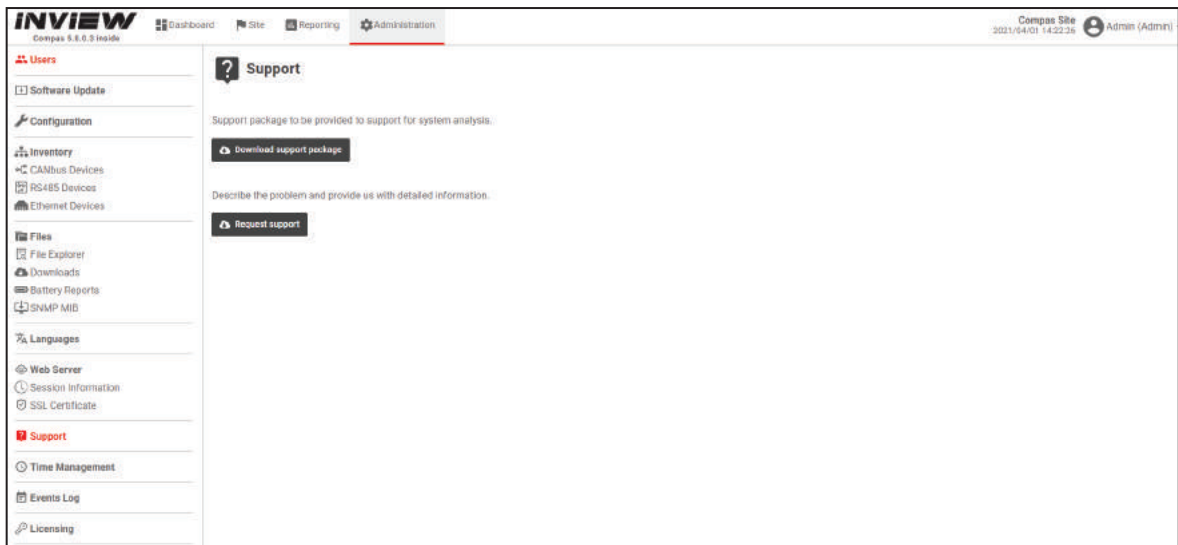 INVIEW
Compas 5.6.0.0 inside
Dashboard
Site
Reporting
Administration
Compas Site
2021/04/01 14:22:26
Admin (Admin)
Users
Software Update
Configuration
Inventory
CANbus Devices
RS485 Devices
Ethernet Devices
Files
File Explorer
Downloads
Battery Reports
SNMP MIB
Languages
Web Server
Session Information
SSL Certificate
Support
Time Management
Events Log
Licensing
Support
Support package to be provided to support for system analysis.
Download support package
Describe the problem and provide us with detailed information.
Request support